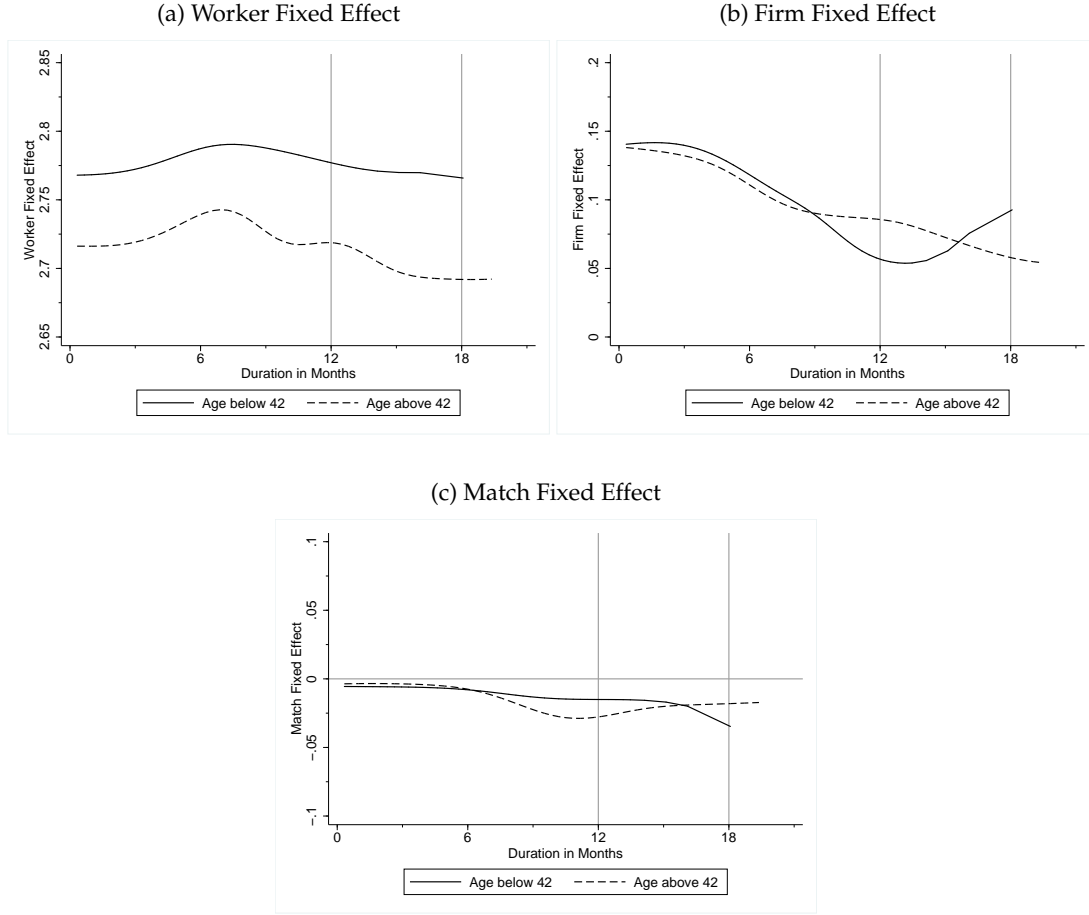 (a) Worker Fixed Effect
2.85
2.8
2.75
2.7
2.65
Worker Fixed Effect
0 6 12 18
Duration in Months
Age below 42 Age above 42
(b) Firm Fixed Effect
.2
.15
.1
.05
0
Firm Fixed Effect
0 6 12 18
Duration in Months
Age below 42 Age above 42
(c) Match Fixed Effect
.1
.05
0
-.05
-.1
Match Fixed Effect
0 6 12 18
Duration in Months
Age below 42 Age above 42